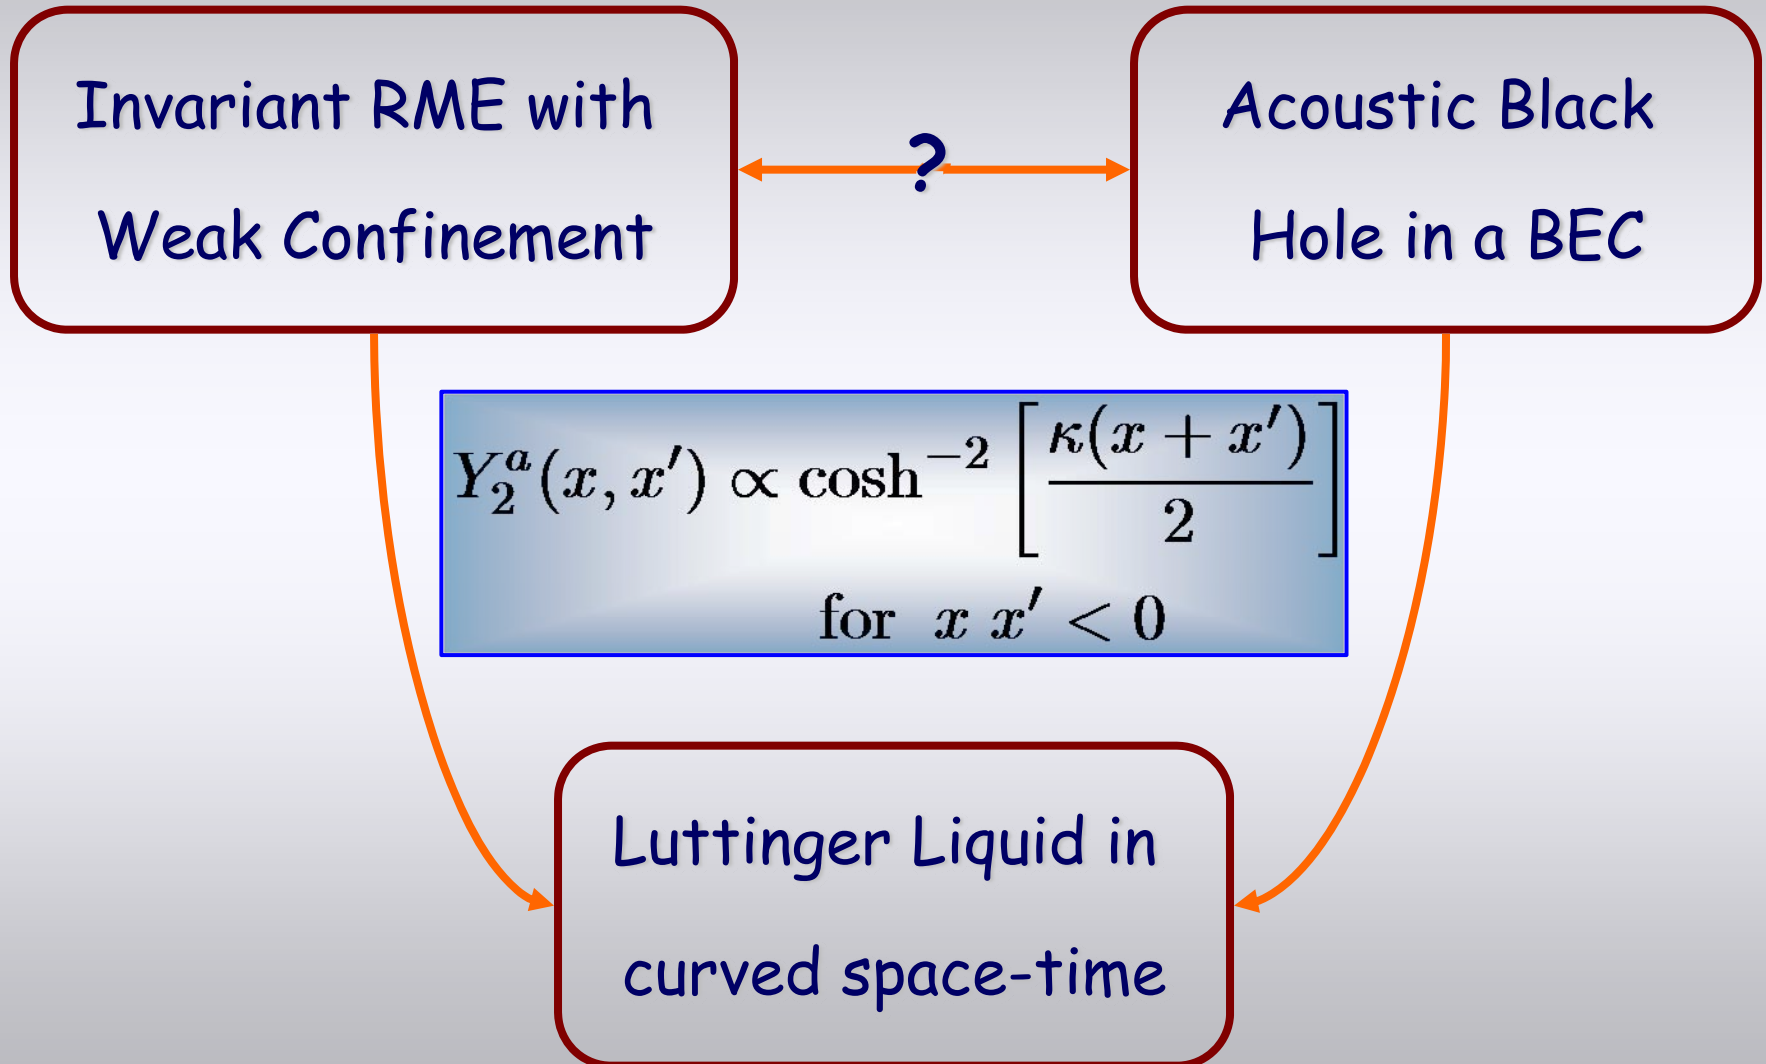 Invariant RME with
Weak Confinement
?
Acoustic Black
Hole in a BEC
Y₂ᵃ(x, x′) ∝ cosh⁻² [κ(x + x′)/2]
for x x′ < 0
Luttinger Liquid in
curved space-time